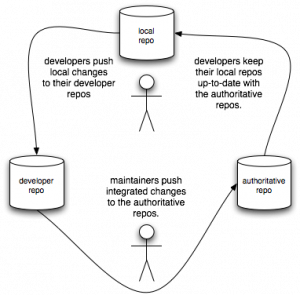 local
repo
developers push
local changes
to their developer
repos
developers keep
their local repos
up-to-date with
the authoritative
repos.
developer
repo
maintainers push
integrated changes
to the authoritative
repos.
authoritative
repo